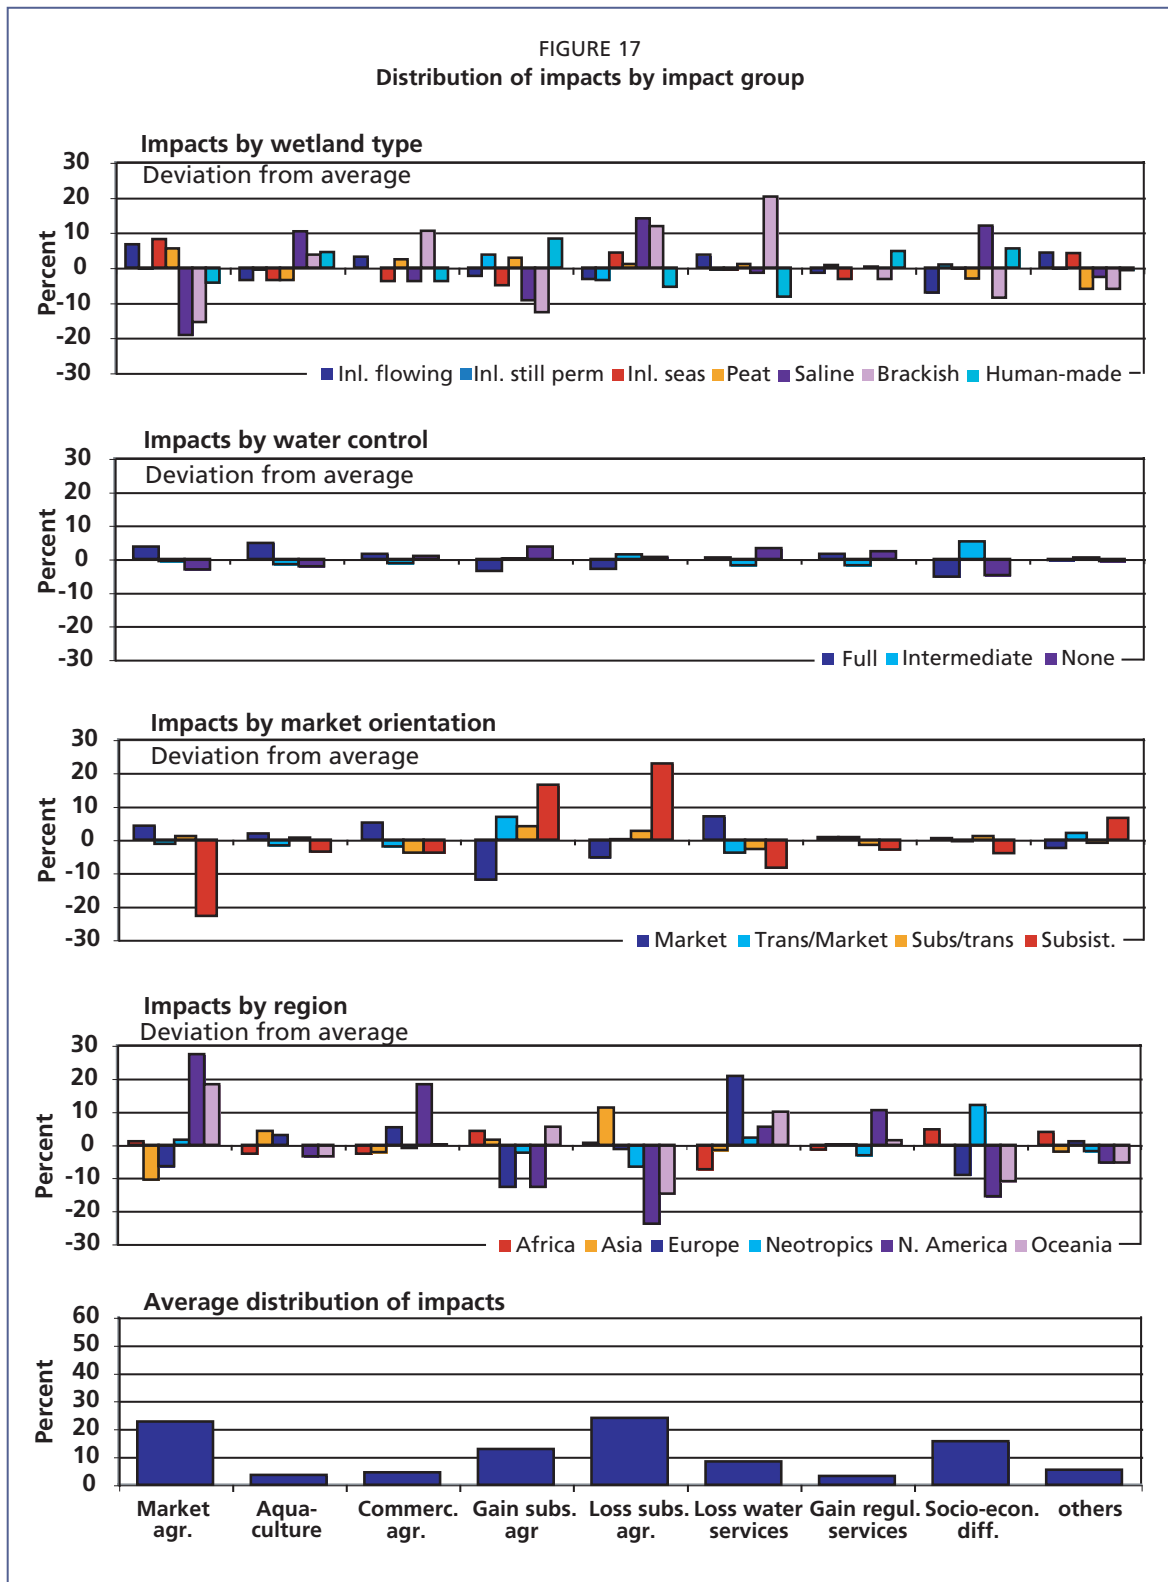 FIGURE 17
Distribution of impacts by impact group
Impacts by wetland type
Deviation from average
Percent
30
20
10
0
-10
-20
-30
Inl. flowing Inl. still perm Inl. seas Peat Saline Brackish Human-made
Impacts by water control
Deviation from average
Percent
30
20
10
0
-10
-20
-30
Full Intermediate None
Impacts by market orientation
Deviation from average
Percent
30
20
10
0
-10
-20
-30
Market Trans/Market Subs/trans Subsist.
Impacts by region
Deviation from average
Percent
30
20
10
0
-10
-20
-30
Africa Asia Europe Neotropics N. America Oceania
Average distribution of impacts
Percent
60
50
40
30
20
10
0
Market Aqua- Commerc. Gain subs. Loss subs. Loss water Gain regul. Socio-econ. others
agr. culture agr. agr agr. services services diff.